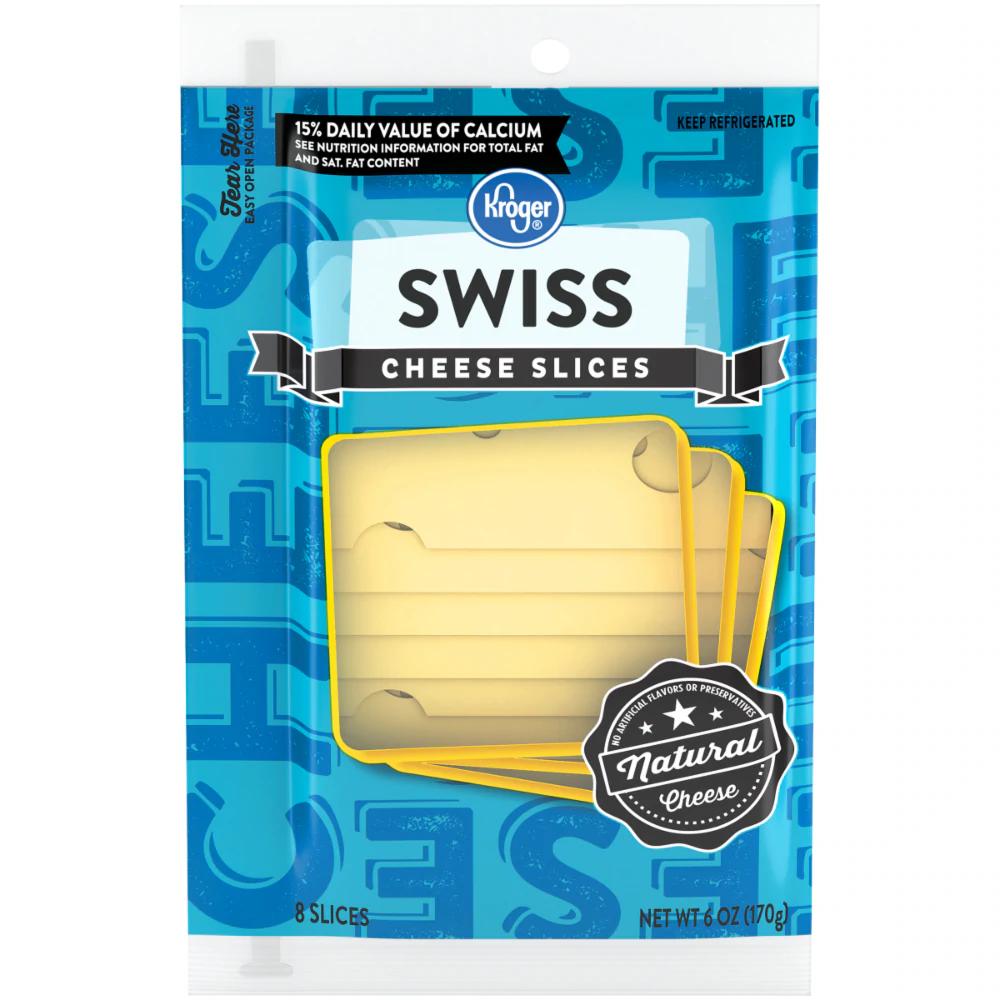 Tear Here
EASY OPEN PACKAGE
15% DAILY VALUE OF CALCIUM
SEE NUTRITION INFORMATION FOR TOTAL FAT
AND SAT. FAT CONTENT
KEEP REFRIGERATED
Kroger®
SWISS
CHEESE SLICES
NO ARTIFICIAL FLAVORS OR PRESERVATIVES
Natural
Cheese
8 SLICES
NET WT 6 OZ (170g)